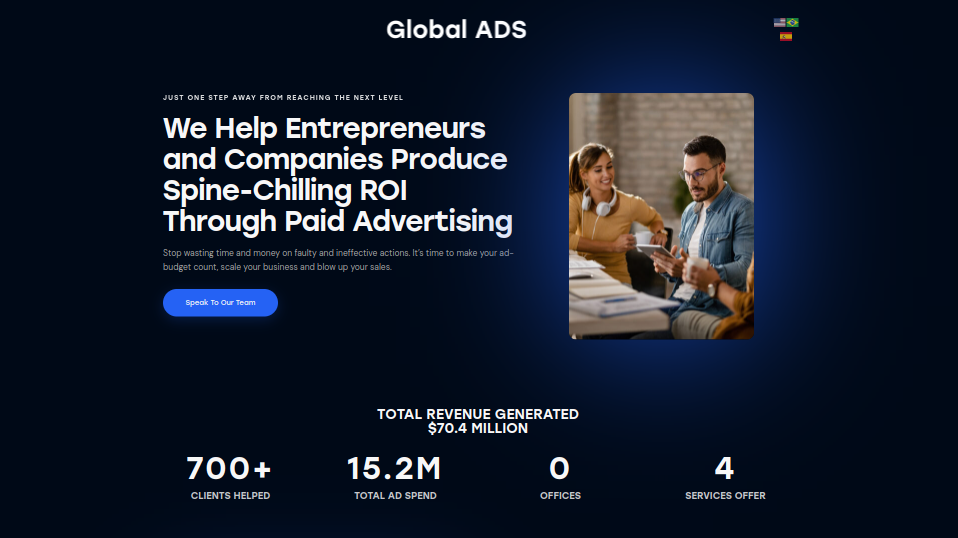 Global ADS
JUST ONE STEP AWAY FROM REACHING THE NEXT LEVEL
We Help Entrepreneurs
and Companies Produce
Spine-Chilling ROI
Through Paid Advertising
Stop wasting time and money on faulty and ineffective actions. It's time to make your ad-
budget count, scale your business and blow up your sales.
Speak To Our Team
TOTAL REVENUE GENERATED
$70.4 MILLION
700+ 15.2M 0 4
CLIENTS HELPED TOTAL AD SPEND OFFICES SERVICES OFFER